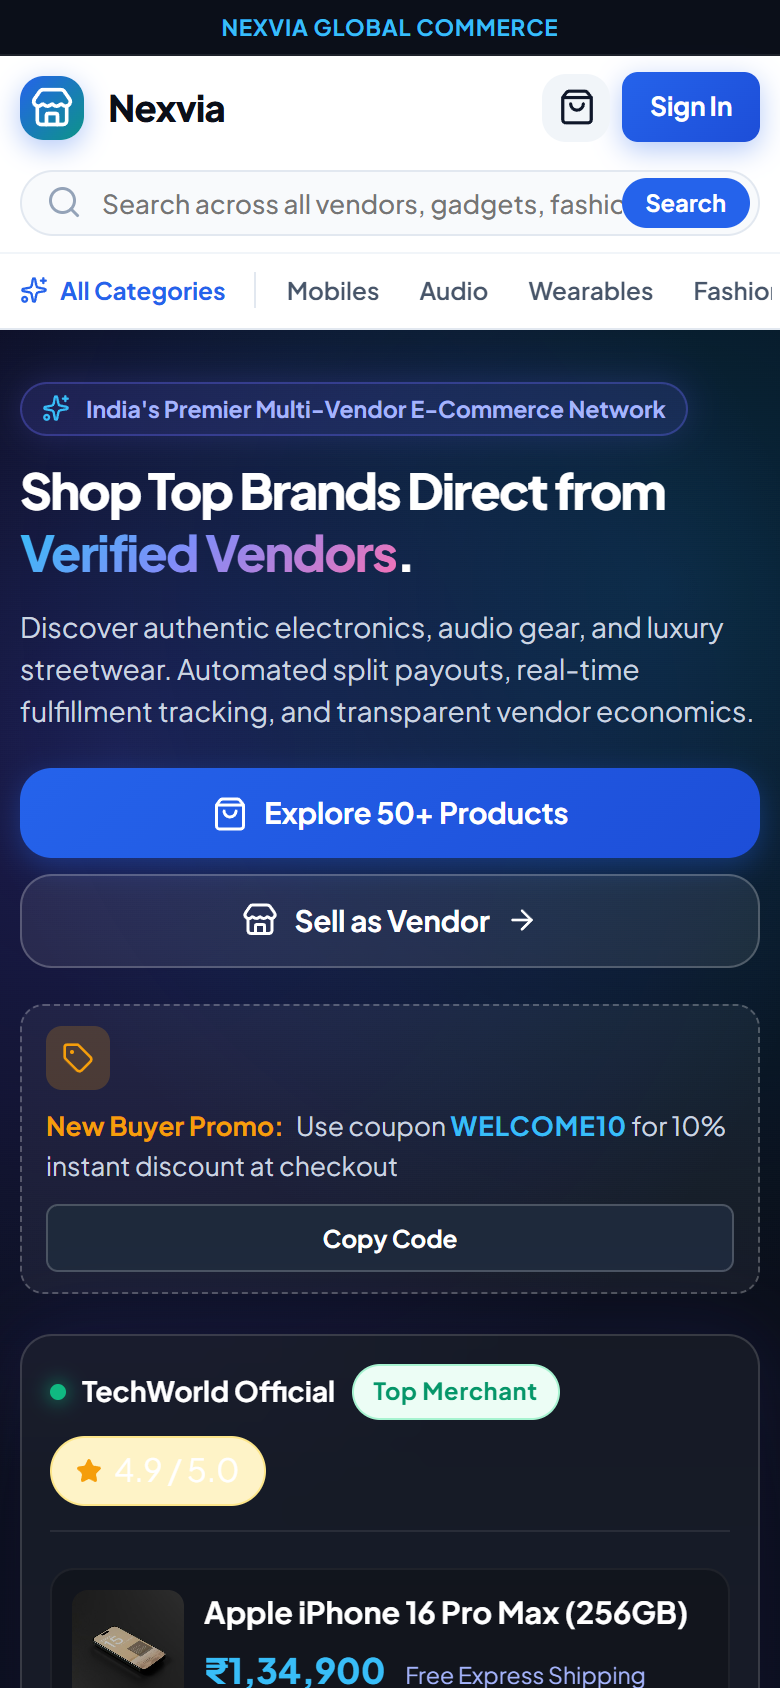 NEXVIA GLOBAL COMMERCE
Nexvia
Sign In
Search across all vendors, gadgets, fashio
Search
All Categories
Mobiles
Audio
Wearables
Fashion
India's Premier Multi-Vendor E-Commerce Network
Shop Top Brands Direct from
Verified Vendors.
Discover authentic electronics, audio gear, and luxury
streetwear. Automated split payouts, real-time
fulfillment tracking, and transparent vendor economics.
Explore 50+ Products
Sell as Vendor →
New Buyer Promo: Use coupon WELCOME10 for 10%
instant discount at checkout
Copy Code
TechWorld Official
Top Merchant
4.9 / 5.0
Apple iPhone 16 Pro Max (256GB)
₹1,34,900 Free Express Shipping